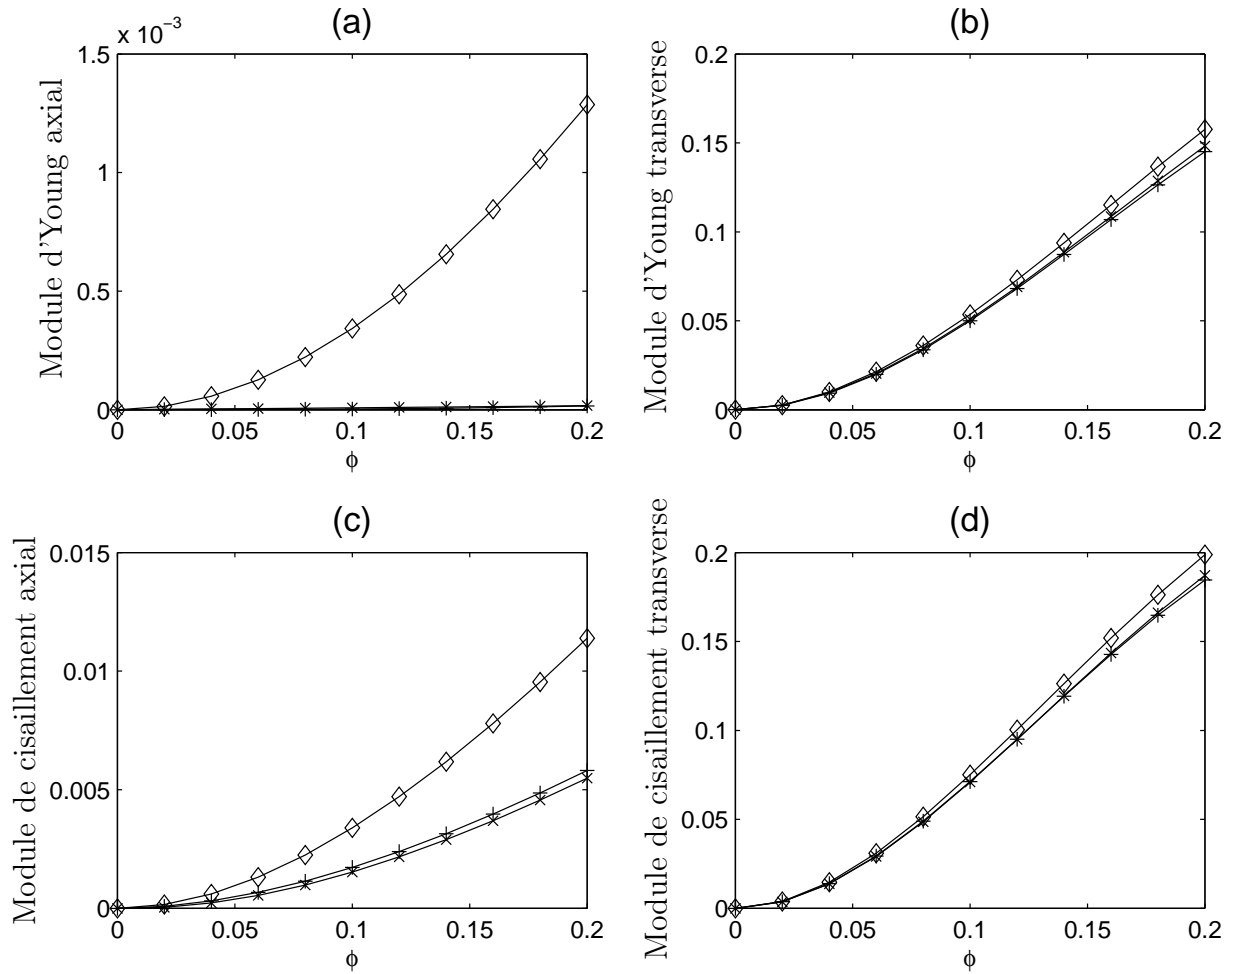 (a)
x 10⁻³
1.5
1
0.5
0
0 0.05 0.1 0.15 0.2
ϕ
Module d'Young axial
(b)
0.2
0.15
0.1
0.05
0
0 0.05 0.1 0.15 0.2
ϕ
Module d'Young transverse
(c)
0.015
0.01
0.005
0
0 0.05 0.1 0.15 0.2
ϕ
Module de cisaillement axial
(d)
0.2
0.15
0.1
0.05
0
0 0.05 0.1 0.15 0.2
ϕ
Module de cisaillement transverse